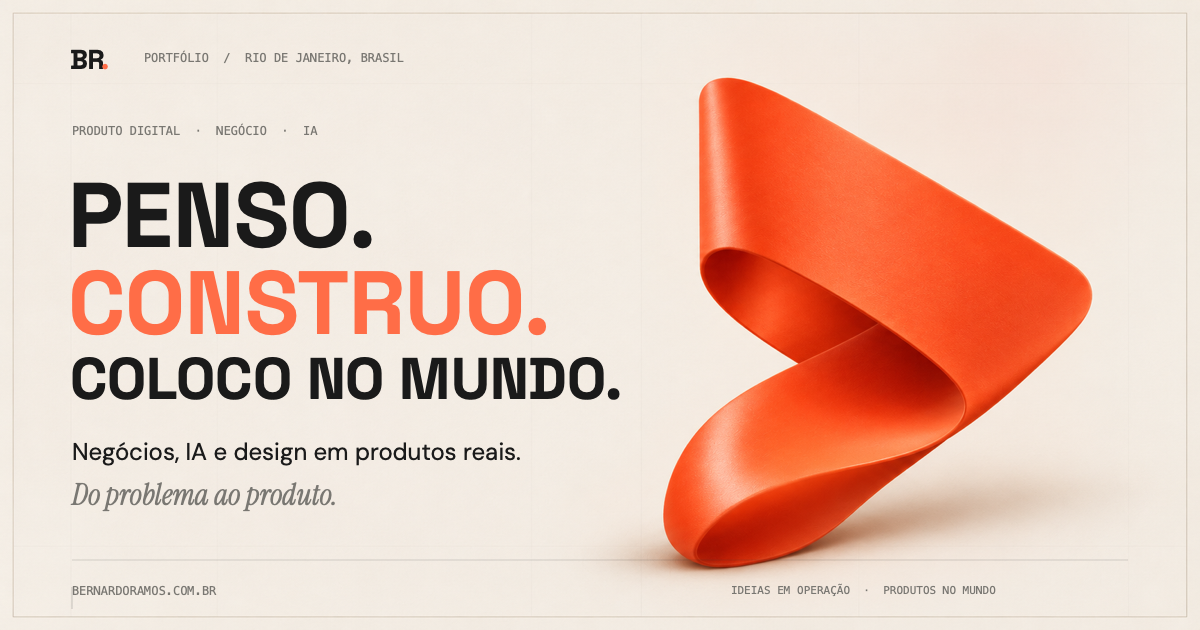 BR.
PORTFÓLIO / RIO DE JANEIRO, BRASIL
PRODUTO DIGITAL · NEGÓCIO · IA
PENSO.
CONSTRUO.
COLOCO NO MUNDO.
Negócios, IA e design em produtos reais.
Do problema ao produto.
BERNARDORAMOS.COM.BR
IDEIAS EM OPERAÇÃO · PRODUTOS NO MUNDO